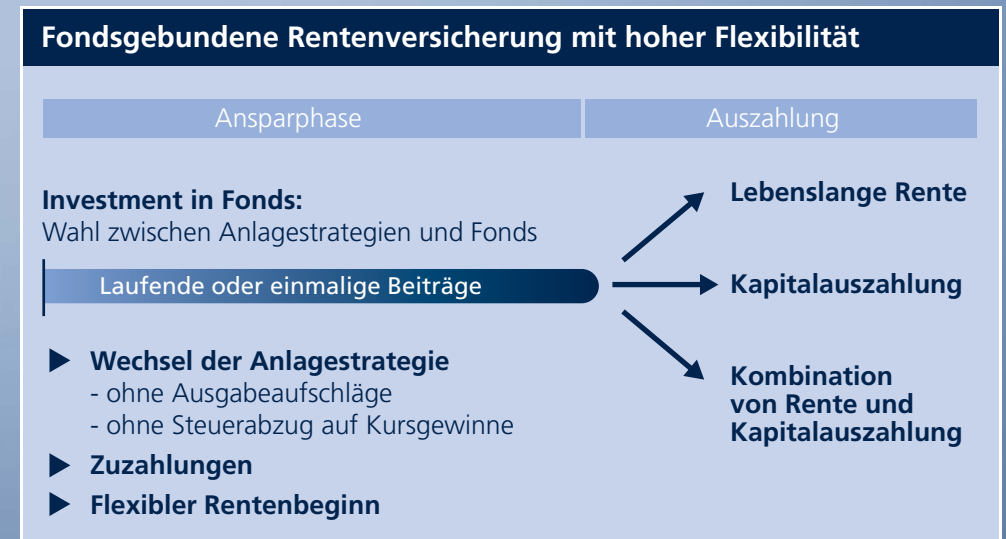 Fondsgebundene Rentenversicherung mit hoher Flexibilität
Ansparphase
Auszahlung
Investment in Fonds:
Wahl zwischen Anlagestrategien und Fonds
Laufende oder einmalige Beiträge
Wechsel der Anlagestrategie
- ohne Ausgabeaufschläge
- ohne Steuerabzug auf Kursgewinne
Zuzahlungen
Flexibler Rentenbeginn
Lebenslange Rente
Kapitalauszahlung
Kombination
von Rente und
Kapitalauszahlung